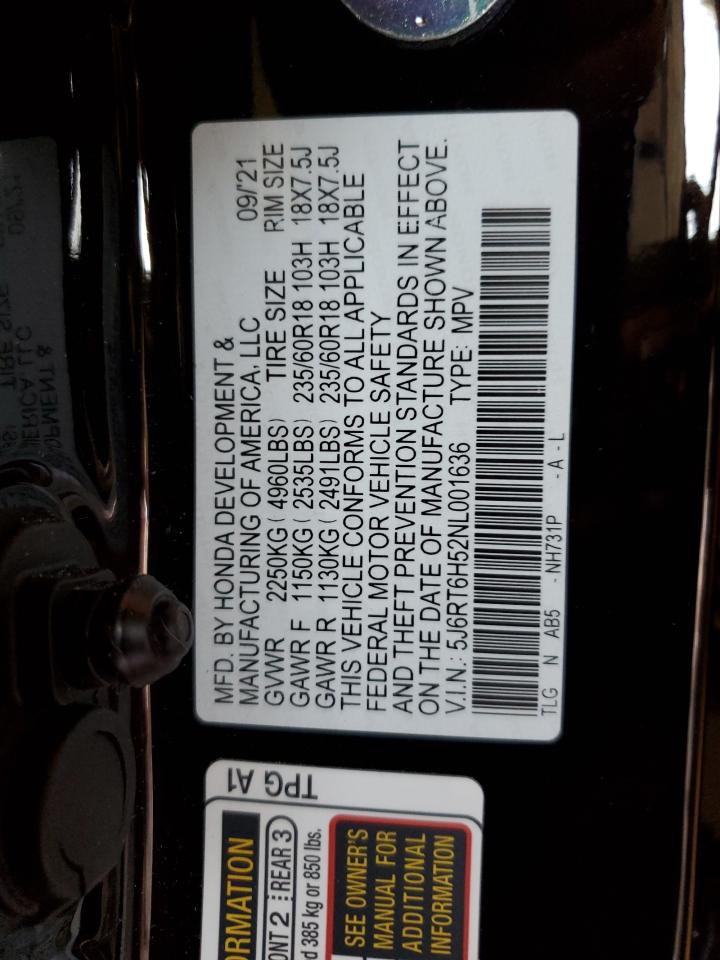 MFD. BY HONDA DEVELOPMENT &
MANUFACTURING OF AMERICA, LLC 09/'21
GVWR 2250KG ( 4960LBS) TIRE SIZE RIM SIZE
GAWR F 1150KG ( 2535LBS) 235/60R18 103H 18X7.5J
GAWR R 1130KG ( 2491LBS) 235/60R18 103H 18X7.5J
THIS VEHICLE CONFORMS TO ALL APPLICABLE
FEDERAL MOTOR VEHICLE SAFETY
AND THEFT PREVENTION STANDARDS IN EFFECT
ON THE DATE OF MANUFACTURE SHOWN ABOVE.
V.I.N.: 5J6RT6H52NL001636 TYPE: MPV
TLG N AB5 - NH731P - A - L
TPG A1
ORMATION
ONT 2 REAR 3
d 385 kg or 850 lbs.
SEE OWNER'S
MANUAL FOR
ADDITIONAL
INFORMATION